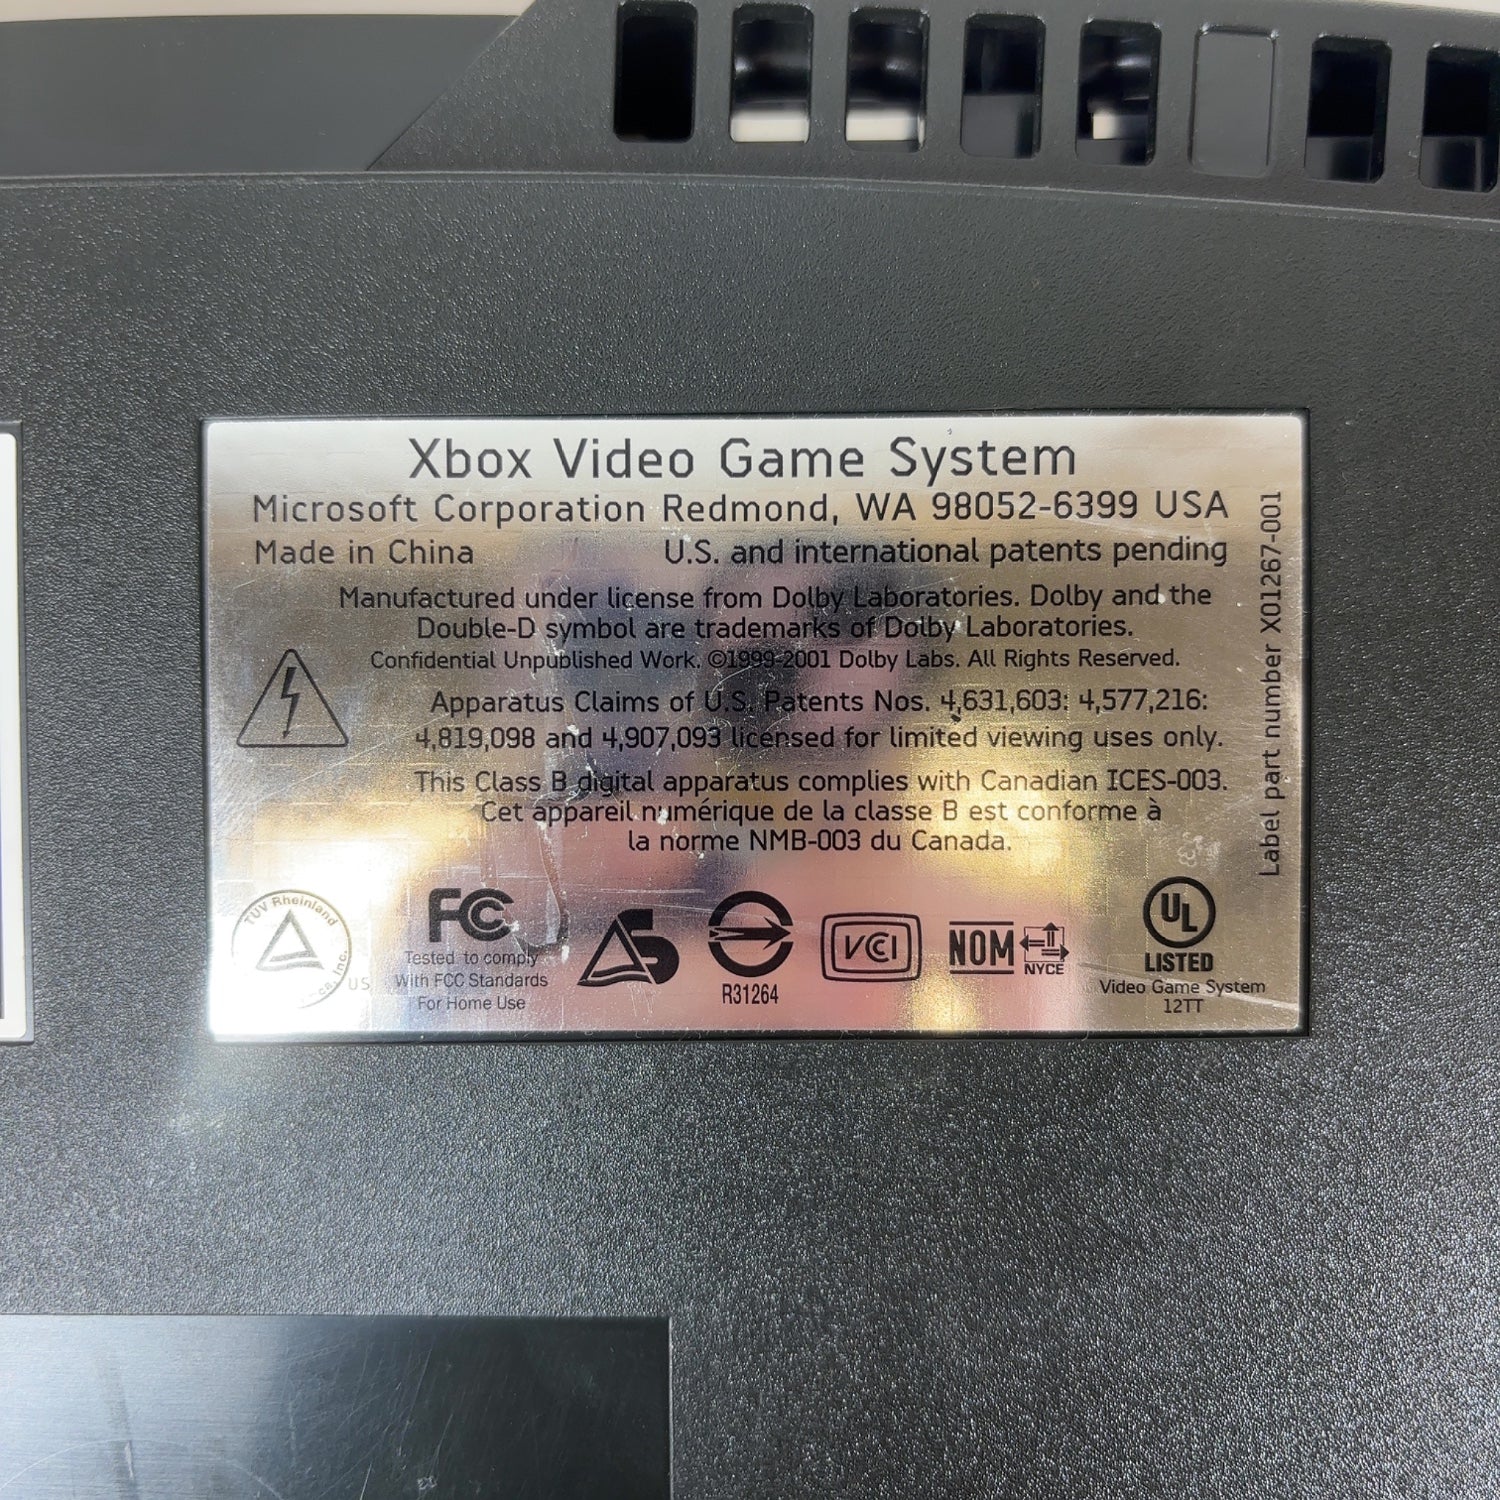 Xbox Video Game System
Microsoft Corporation Redmond, WA 98052-6399 USA
Made in China U.S. and international patents pending
Manufactured under license from Dolby Laboratories. Dolby and the
Double-D symbol are trademarks of Dolby Laboratories.
Confidential Unpublished Work. ©1999-2001 Dolby Labs. All Rights Reserved.
Apparatus Claims of U.S. Patents Nos. 4,631,603: 4,577,216:
4,819,098 and 4,907,093 licensed for limited viewing uses only.
This Class B digital apparatus complies with Canadian ICES-003.
Cet appareil numérique de la classe B est conforme à
la norme NMB-003 du Canada.
Label part number X01267-001
TUV Rheinland
Inc.
US
FC
Tested to comply
With FCC Standards
For Home Use
S
R31264
VCCI
NOM
NYCE
UL
LISTED
Video Game System
12TT